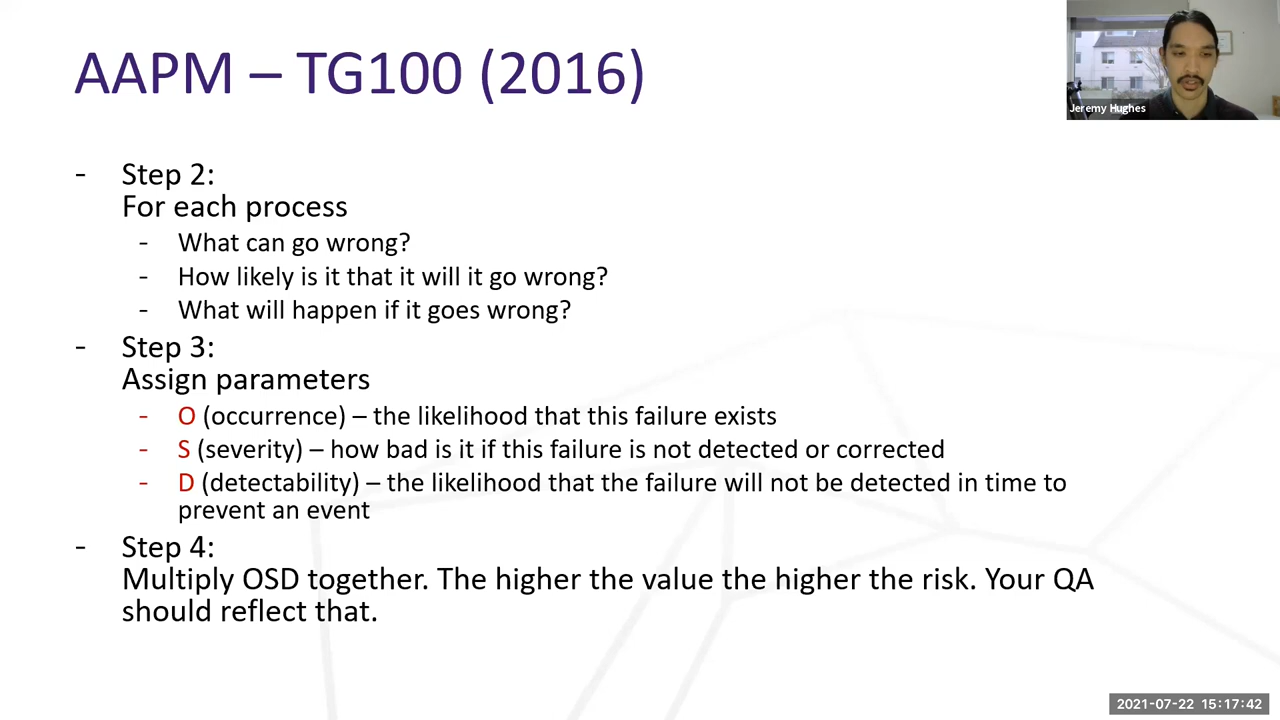 AAPM – TG100 (2016)
Jeremy Hughes
- Step 2:
For each process
- What can go wrong?
- How likely is it that it will it go wrong?
- What will happen if it goes wrong?
- Step 3:
Assign parameters
- O (occurrence) – the likelihood that this failure exists
- S (severity) – how bad is it if this failure is not detected or corrected
- D (detectability) – the likelihood that the failure will not be detected in time to
prevent an event
- Step 4:
Multiply OSD together. The higher the value the higher the risk. Your QA
should reflect that.
2021-07-22 15:17:42